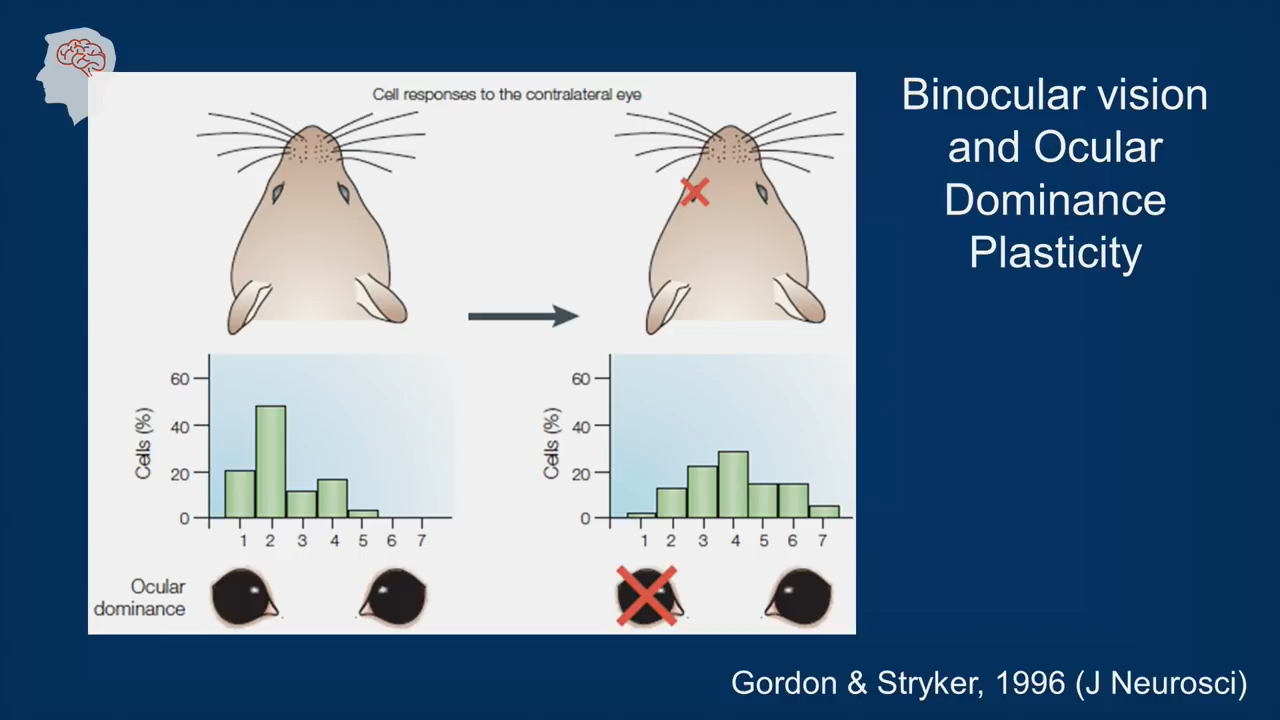 Cell responses to the contralateral eye
Binocular vision
and Ocular
Dominance
Plasticity
60
40
20
0
Cells (%)
1 2 3 4 5 6 7
60
40
20
0
Cells (%)
1 2 3 4 5 6 7
Ocular
dominance
Gordon & Stryker, 1996 (J Neurosci)